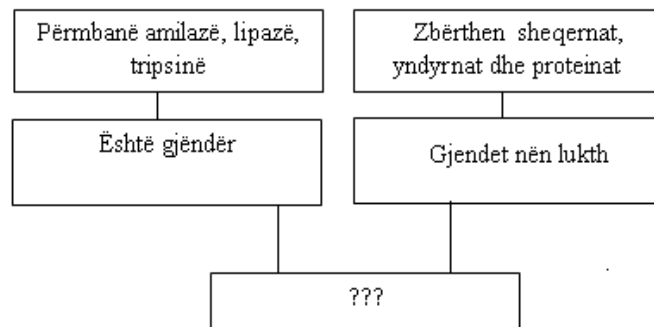 Përmbanë amilazë, lipazë,
tripsinë
Zbërthen sheqernat,
yndyrnat dhe proteinat
Është gjëndër
Gjendet nën lukth
???